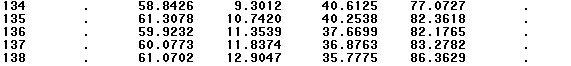 134 . 58.8426 9.3012 40.6125 77.0727 .
135 . 61.3078 10.7420 40.2538 82.3618 .
136 . 59.9232 11.3539 37.6699 82.1765 .
137 . 60.0773 11.8374 36.8763 83.2782 .
138 . 61.0702 12.9047 35.7775 86.3629 .